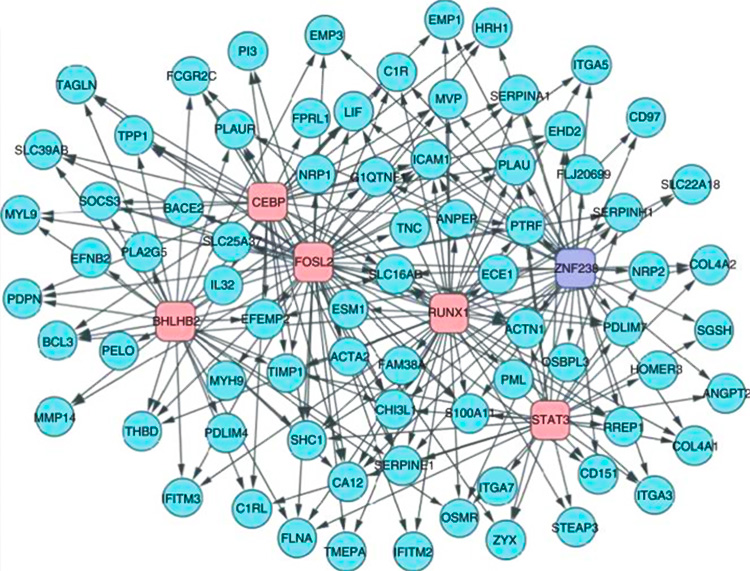 EMP1
HRH1
EMP3
PI3
ITGA5
C1R
FCGR2C
TAGLN
SERPINA1
MVP
LIF
FPRL1
CD97
EHD2
PLAUR
TPP1
SLC39AB
ICAM1
PLAU
NRP1
C1QTNF
FLJ20699
SLC22A18
CEBP
SOCS3
BACE2
MYL9
SERPINH1
ANPEP
PTRF
TNC
SLC25A37
PLA2G5
EFNB2
FOSL2
SLC16AB
ECE1
ZNF238
NRP2
COL4A2
IL32
PDPN
ESM1
RUNX1
BHLHB2
EFEMP2
ACTN1
PDLIM7
SGSH
BCL3
PELO
ACTA2
FAM38A
OSBPL3
HOMER3
TIMP1
MYH9
PML
ANGPT2
MMP14
THBD
PDLIM4
CHI3L1
S100A11
STAT3
RREP1
SHC1
COL4A1
SERPINE1
CD151
CA12
ITGA7
ITGA3
IFITM3
C1RL
OSMR
STEAP3
FLNA
TMEPA
IFITM2
ZYX